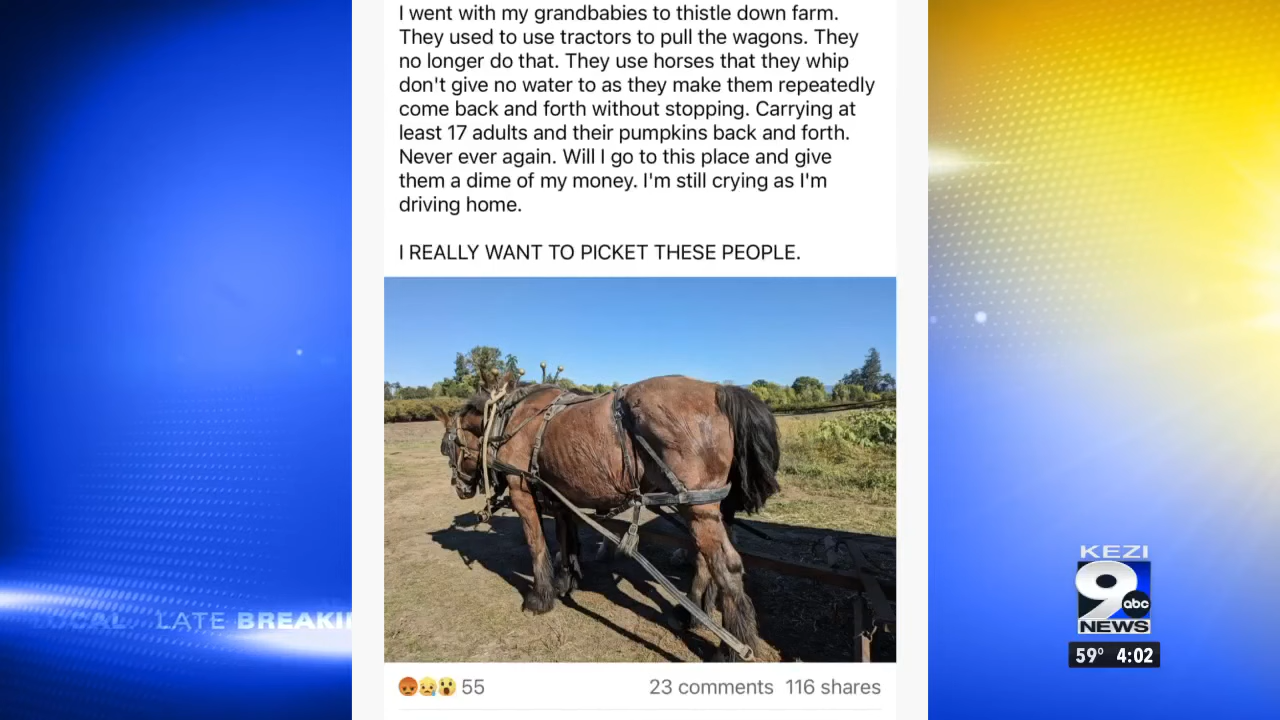 I went with my grandbabies to thistle down farm.
They used to use tractors to pull the wagons. They
no longer do that. They use horses that they whip
don't give no water to as they make them repeatedly
come back and forth without stopping. Carrying at
least 17 adults and their pumpkins back and forth.
Never ever again. Will I go to this place and give
them a dime of my money. I'm still crying as I'm
driving home.
I REALLY WANT TO PICKET THESE PEOPLE.
55
23 comments 116 shares
LOCAL. LATE BREAKI
KEZI
9
abc
NEWS
59° 4:02